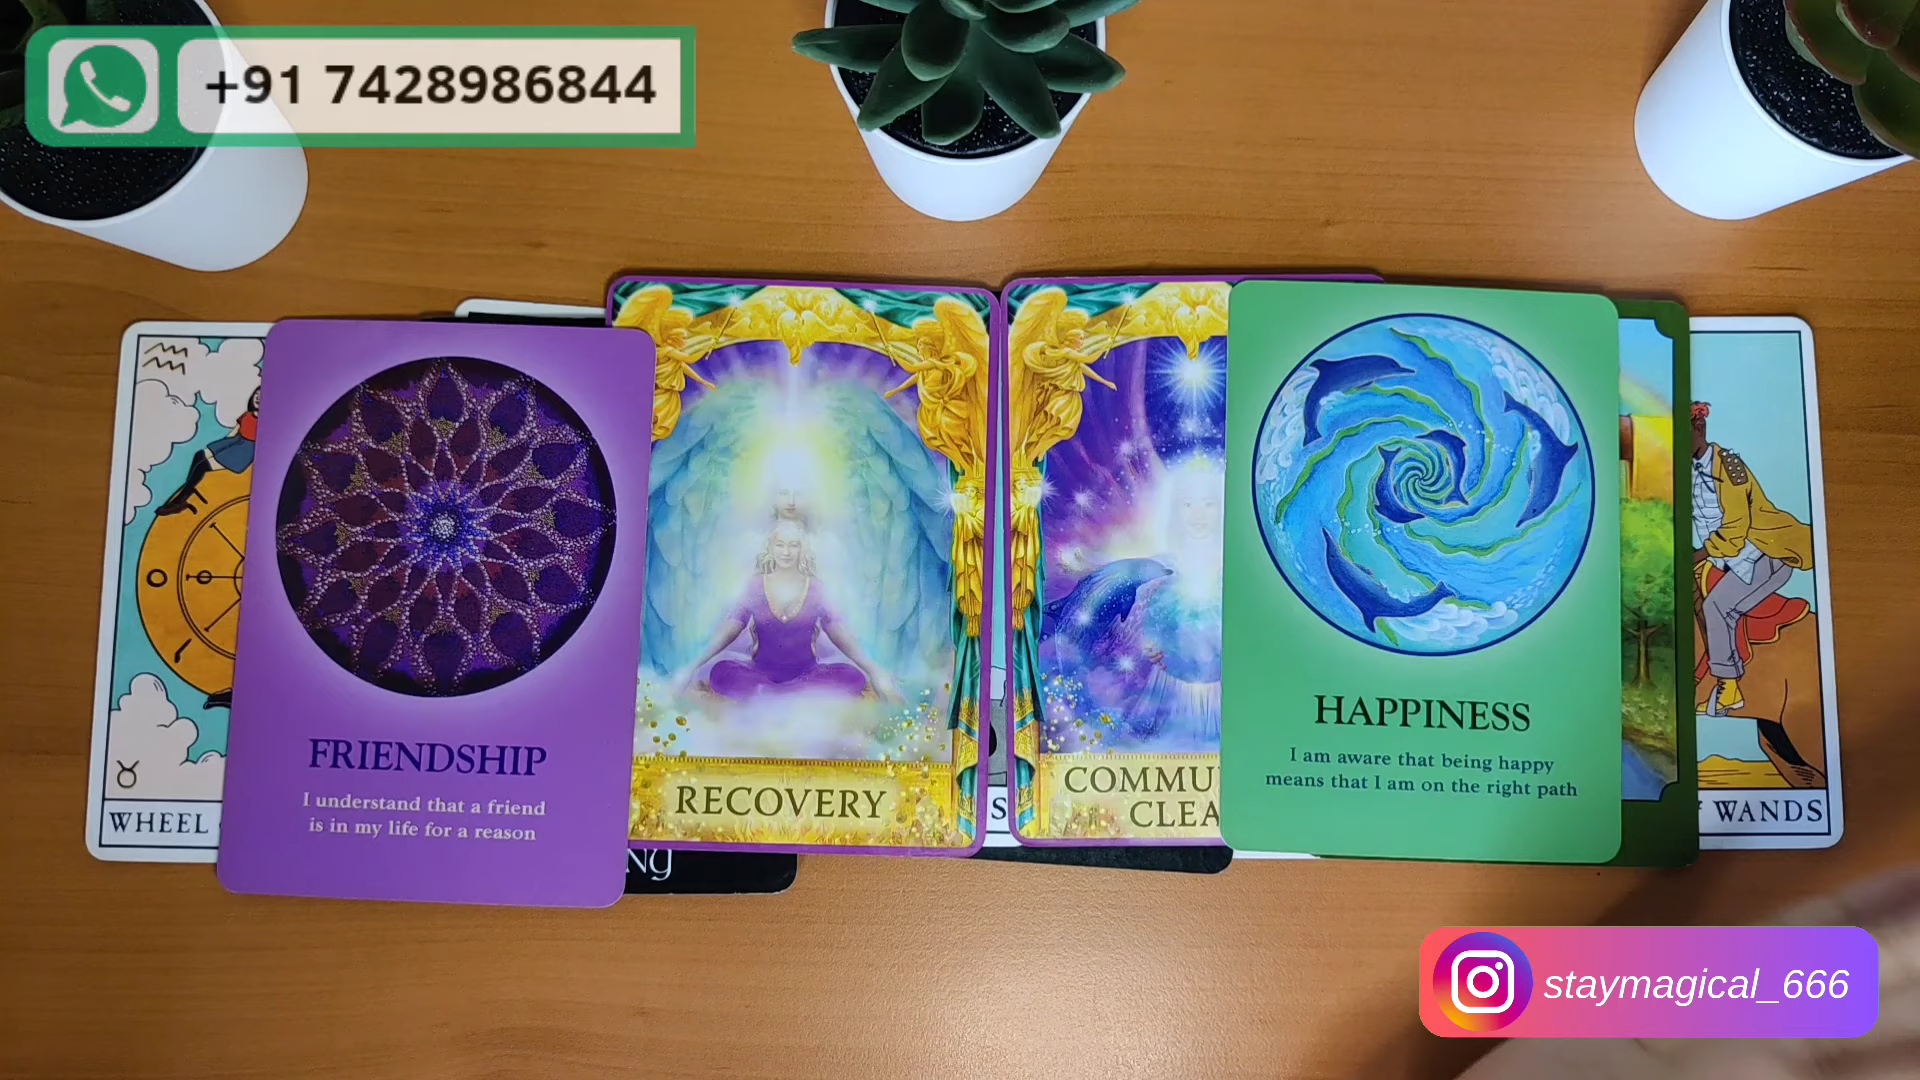 +91 7428986844
FRIENDSHIP
I understand that a friend
is in my life for a reason
RECOVERY
COMMU
CLEA
HAPPINESS
I am aware that being happy
means that I am on the right path
WHEEL
S
WANDS
NG
staymagical_666